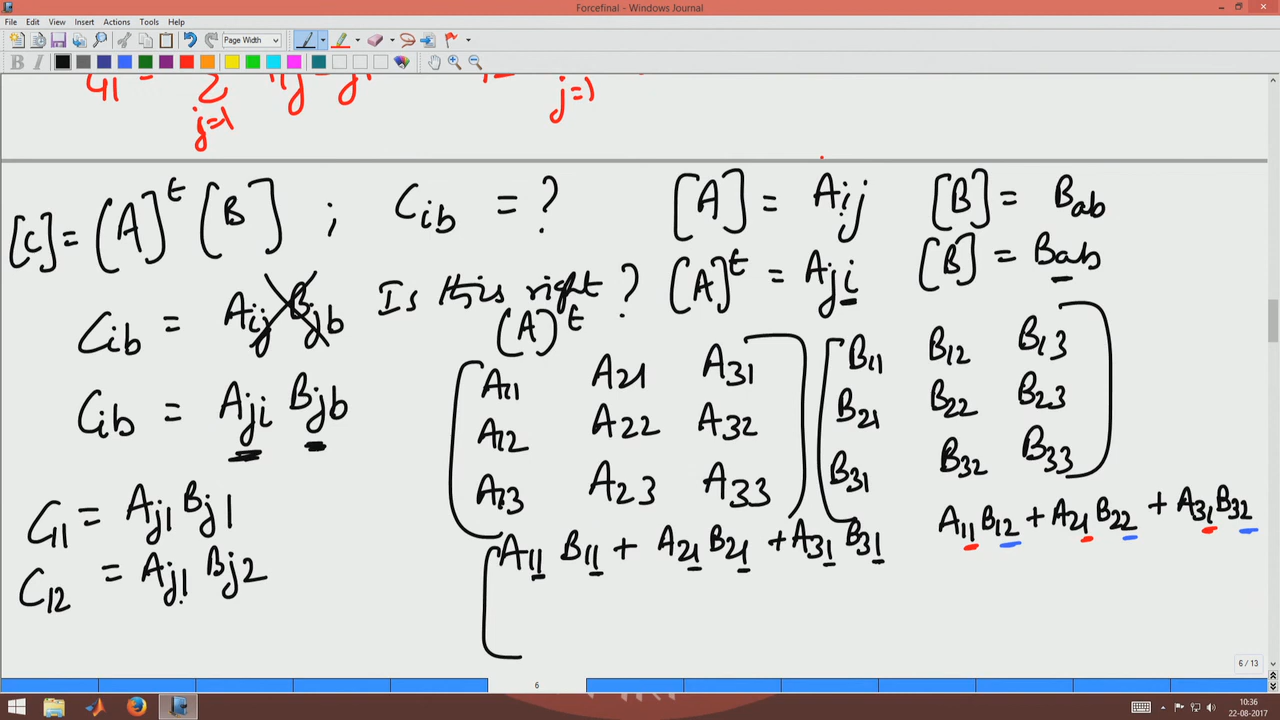 Forcefinal - Windows Journal
File Edit View Insert Actions Tools Help
Page Width
B I
j=1 j=1
[C] = (A)^t [B] ; C_ib = ? [A] = A_ij [B] = B_ab
C_ib = A_ij B_jb Is this right ? [A]^t = A_ji [B] = B_ab
(A)^t
C_ib = A_ji B_jb
A11 A21 A31 B11 B12 B13
A12 A22 A32 B21 B22 B23
A13 A23 A33 B31 B32 B33
C11 = A_j1 B_j1
A11 B11 + A21 B21 + A31 B31 A11 B12 + A21 B22 + A31 B32
C12 = A_j1 B_j2
6 / 13
6
10:36
22-08-2017